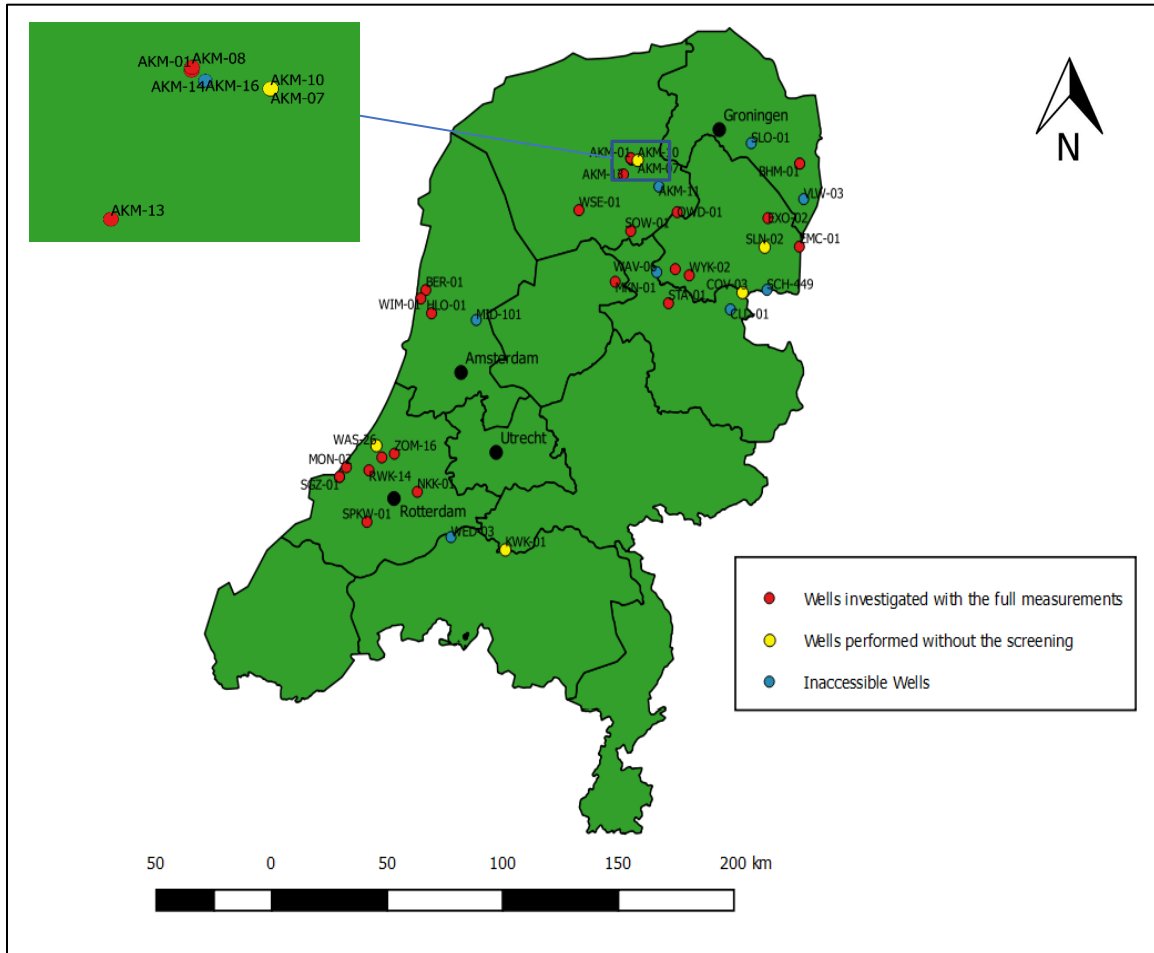 AKM-01 AKM-08
AKM-14 AKM-16 AKM-10
AKM-07
AKM-13
Groningen
SLO-01
N
AKM-01 AKM-10
AKM-07
BHM-01
AKM-13
AKM-11
VLW-03
WSE-01
OWD-01
EXO-02
SOW-01
SLN-02
EMC-01
WAV-06
WYK-02
MKN-01
BER-01
COV-03
SCH-449
WIM-01
HLO-01
STA-01
MID-101
CLD-01
Amsterdam
WAS-26
Utrecht
ZOM-16
MON-02
RWK-14
SGZ-01
NKK-01
SPKW-01
Rotterdam
WED-03
KWK-01
Wells investigated with the full measurements
Wells performed without the screening
Inaccessible Wells
50 0 50 100 150 200 km